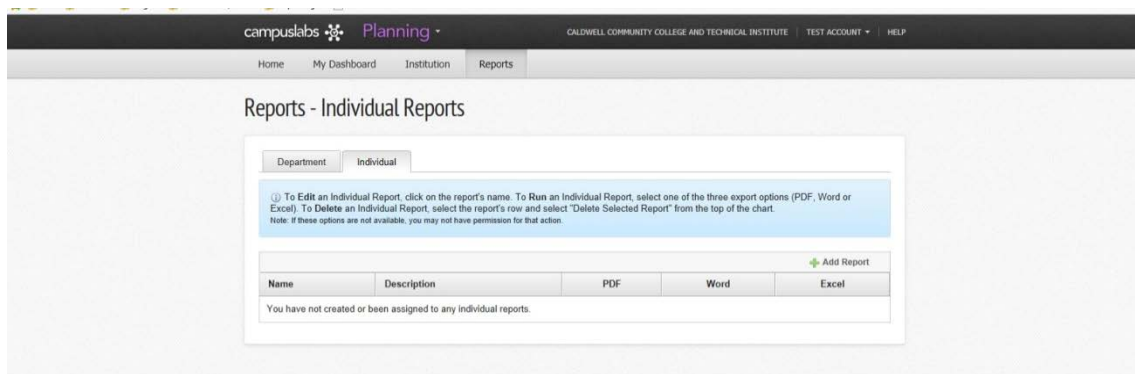 campuslabs Planning CALDWELL COMMUNITY COLLEGE AND TECHNICAL INSTITUTE TEST ACCOUNT HELP
Home My Dashboard Institution Reports
Reports - Individual Reports
Department Individual
To Edit an Individual Report, click on the report's name. To Run an Individual Report, select one of the three export options (PDF, Word or
Excel). To Delete an Individual Report, select the report's row and select "Delete Selected Report" from the top of the chart.
Note: If these options are not available, you may not have permission for that action.
Add Report
Name Description PDF Word Excel
You have not created or been assigned to any individual reports.